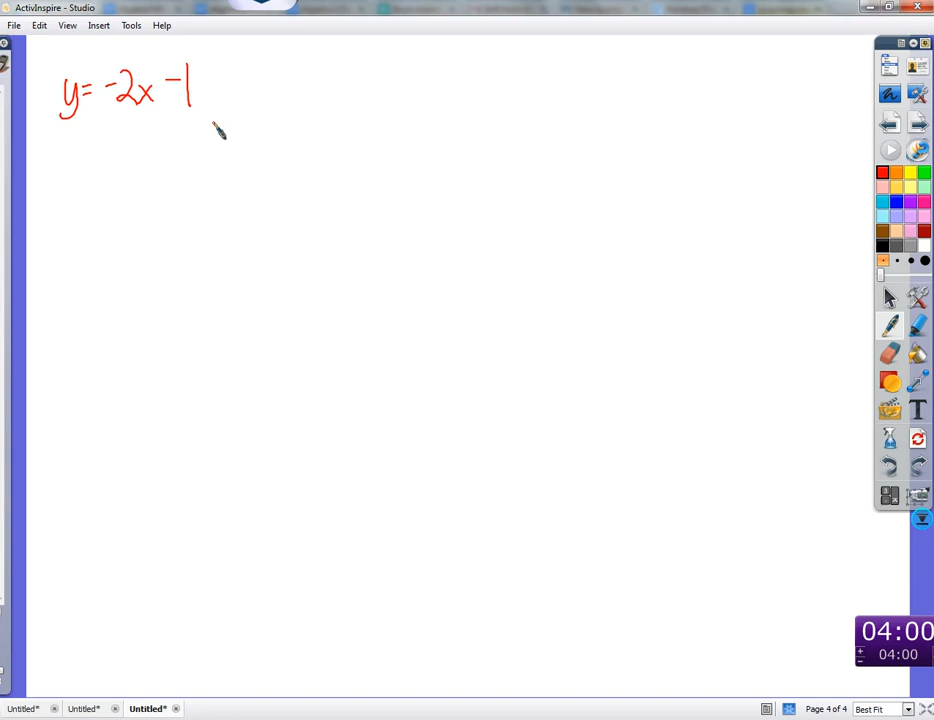 ActivInspire - Studio
File Edit View Insert Tools Help
y = -2x -1
T
04:00
04:00
Untitled* Untitled* Untitled* Page 4 of 4 Best Fit